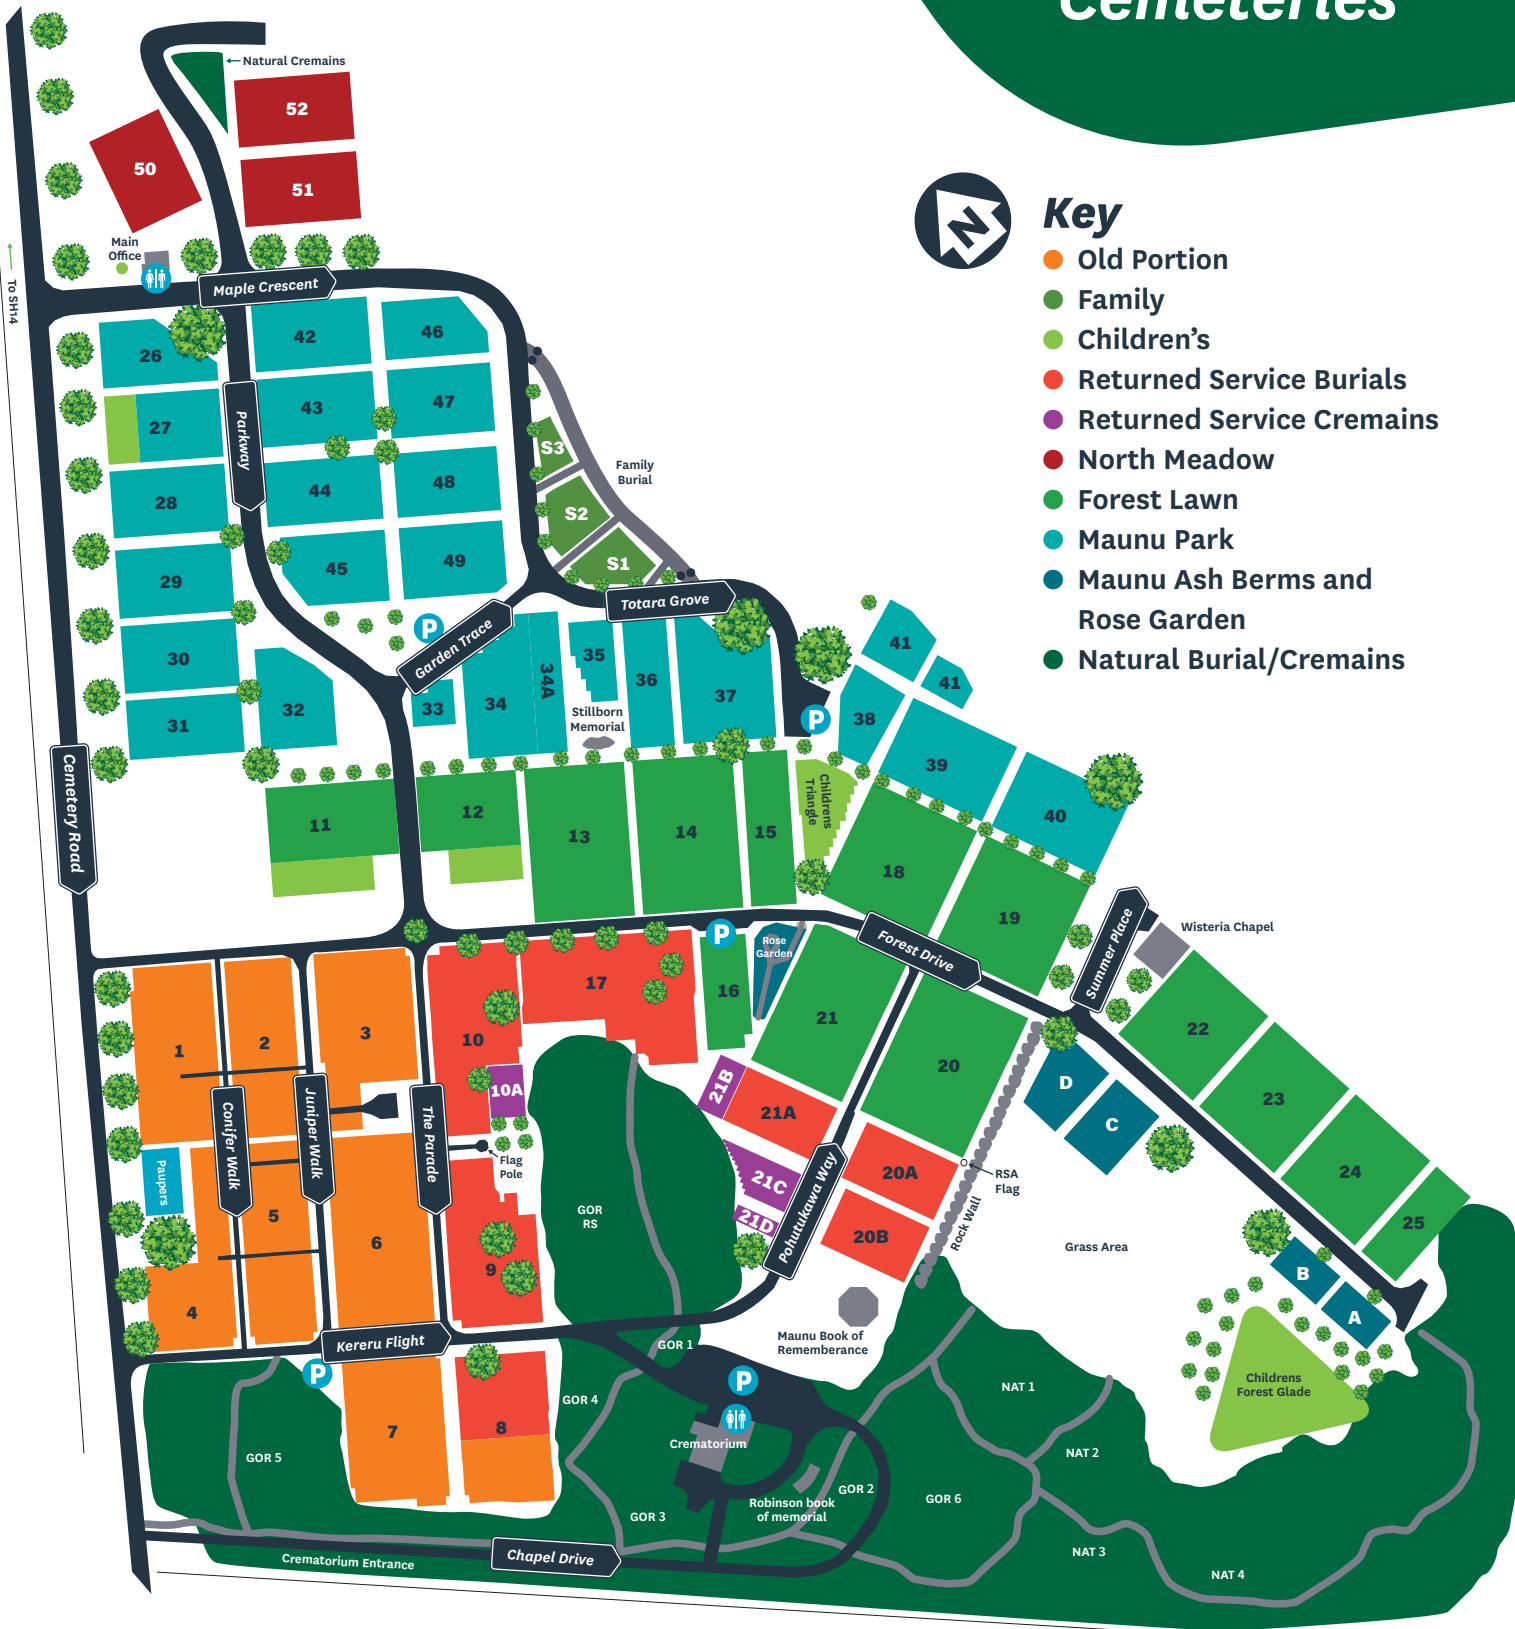 Cemeteries
Natural Cremains
52
50
51
Main
Office
To SH14
Maple Crescent
N
Key
Old Portion
Family
Children's
Returned Service Burials
Returned Service Cremains
North Meadow
Forest Lawn
Maunu Park
Maunu Ash Berms and
Rose Garden
Natural Burial/Cremains
26
42
46
27
Parkway
43
47
28
44
48
S3
Family
Burial
S2
29
45
49
S1
Totara Grove
P
Garden Trace
30
31
32
33
34
34A
35
36
37
Stillborn
Memorial
P
38
41
41
39
40
Cemetery Road
11
12
13
14
15
Childrens
Triangle
18
19
Forest Drive
Summer Place
Wisteria Chapel
P
Rose
Garden
1
2
3
10
17
16
21
20
22
23
24
25
10A
21B
21A
D
C
Conifer Walk
Juniper Walk
The Parade
Flag
Pole
Paupers
21C
21D
Pohutukawa Way
20A
20B
RSA
Flag
Rock Wall
Grass Area
GOR
RS
4
5
6
9
B
A
Kereru Flight
Maunu Book of
Rememberance
P
GOR 1
P
7
8
GOR 4
GOR 5
Crematorium
NAT 1
Childrens
Forest Glade
NAT 2
GOR 2
GOR 6
GOR 3
Robinson book
of memorial
NAT 3
NAT 4
Chapel Drive
Crematorium Entrance